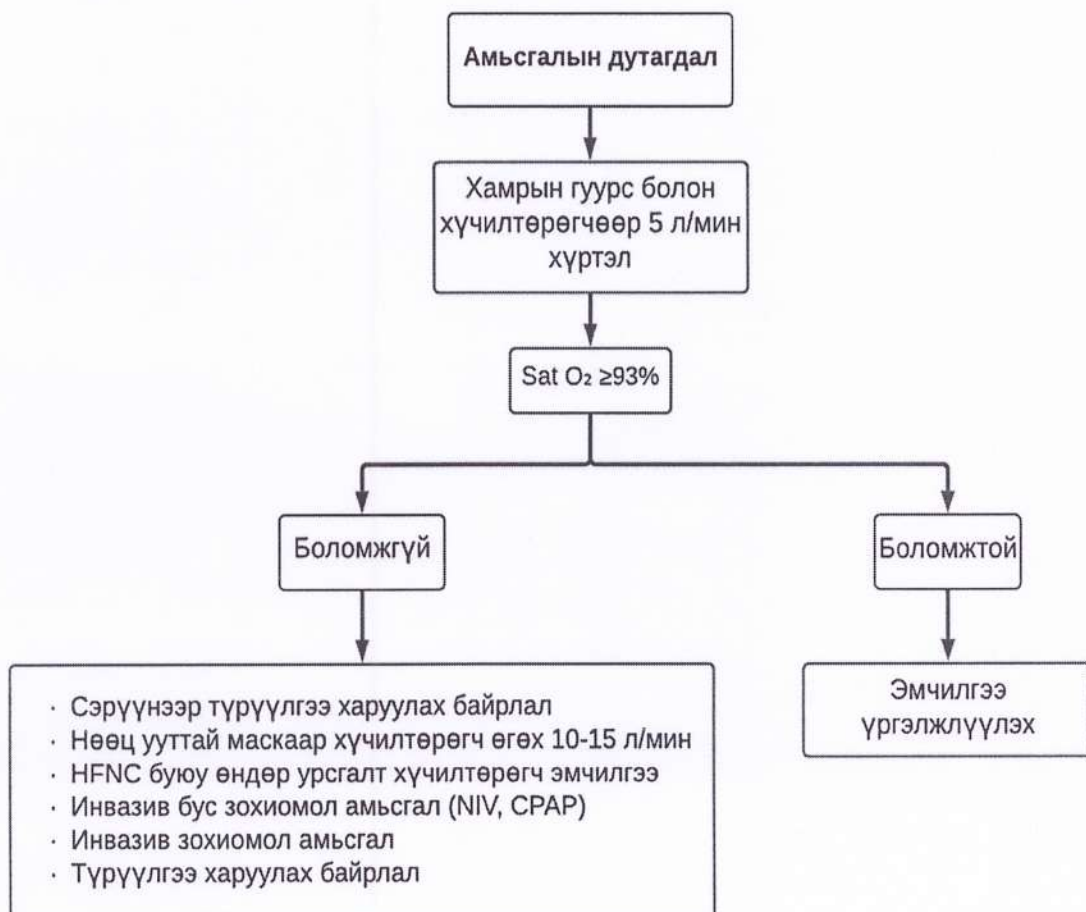 Амьсгалын дутагдал
Хамрын гуурс болон
хүчилтөрөгчөөр 5 л/мин
хүртэл
Sat O₂ ≥93%
Боломжгүй
Боломжтой
· Сэрүүнээр түрүүлгээ харуулах байрлал
· Нөөц ууттай маскаар хүчилтөрөгч өгөх 10-15 л/мин
· HFNC буюу өндөр урсгалт хүчилтөрөгч эмчилгээ
· Инвазив бус зохиомол амьсгал (NIV, CPAP)
· Инвазив зохиомол амьсгал
· Түрүүлгээ харуулах байрлал
Эмчилгээ
үргэлжлүүлэх